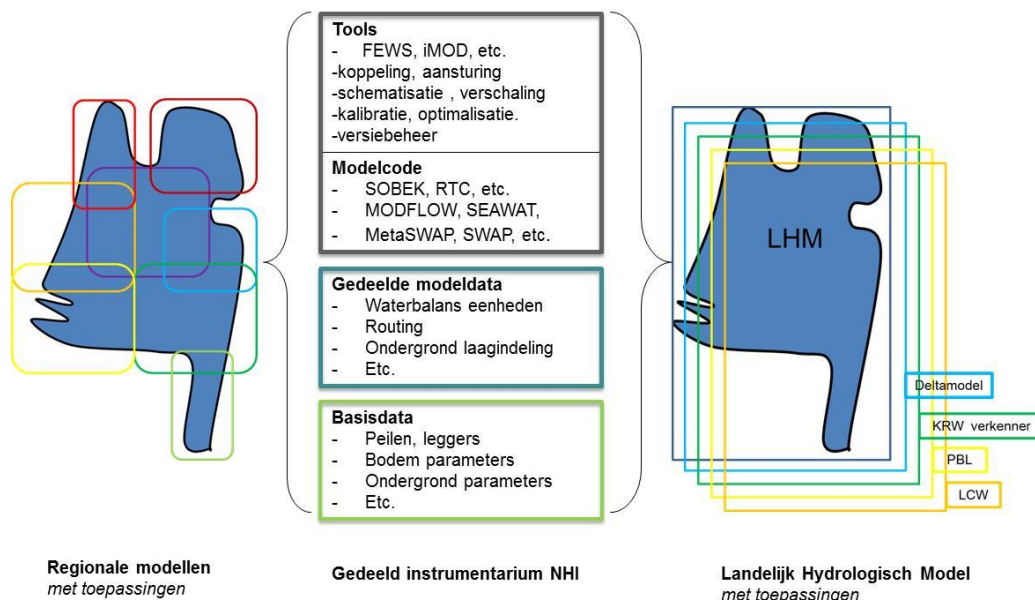 Tools
- FEWS, iMOD, etc.
-koppeling, aansturing
-schematisatie , verschaling
-kalibratie, optimalisatie.
-versiebeheer
Modelcode
- SOBEK, RTC, etc.
- MODFLOW, SEAWAT,
- MetaSWAP, SWAP, etc.
Gedeelde modeldata
- Waterbalans eenheden
- Routing
- Ondergrond laagindeling
- Etc.
Basisdata
- Peilen, leggers
- Bodem parameters
- Ondergrond parameters
- Etc.
LHM
Deltamodel
KRW verkenner
PBL
LCW
Regionale modellen
met toepassingen
Gedeeld instrumentarium NHI
Landelijk Hydrologisch Model
met toepassingen